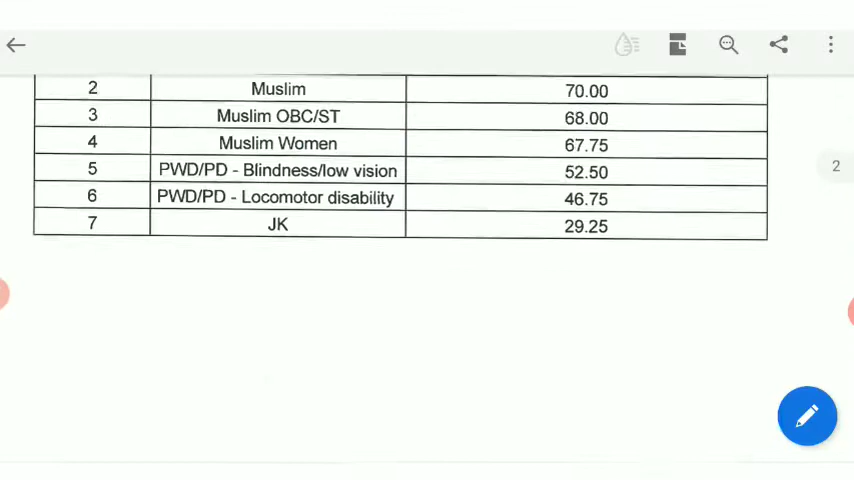 2 Muslim 70.00
3 Muslim OBC/ST 68.00
4 Muslim Women 67.75
2
5 PWD/PD - Blindness/low vision 52.50
6 PWD/PD - Locomotor disability 46.75
7 JK 29.25